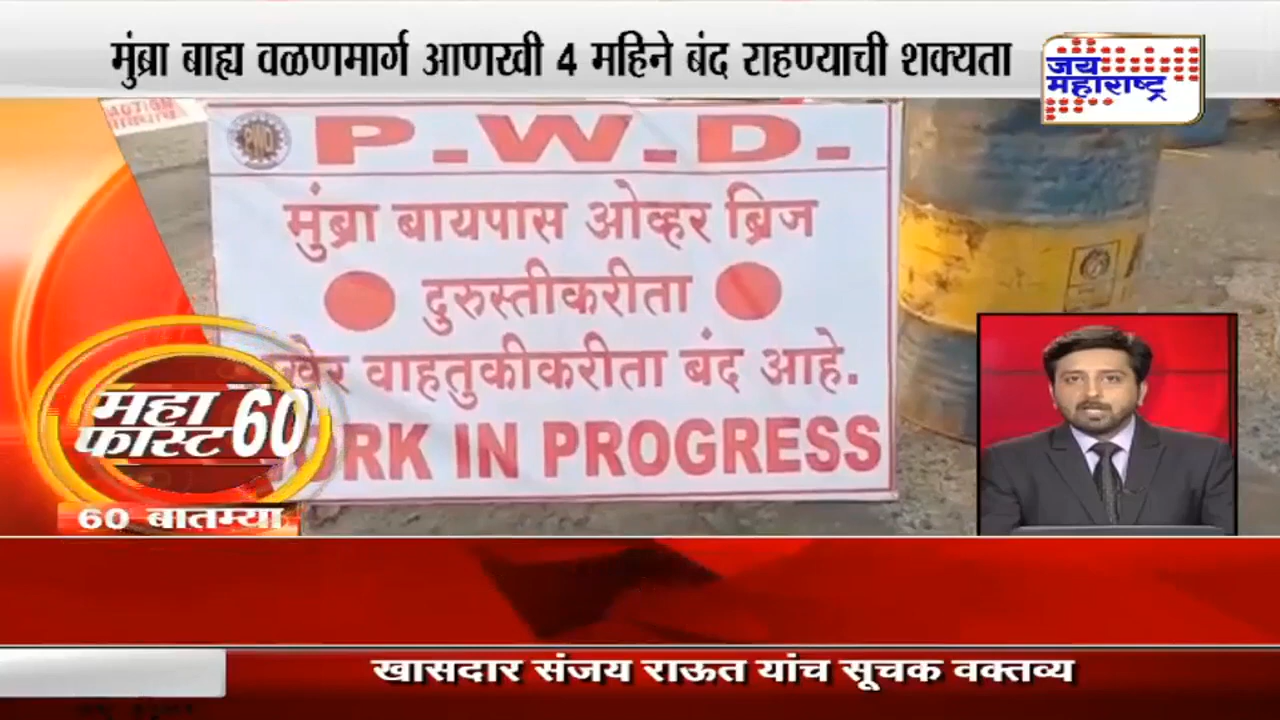 मुंब्रा बाह्य वळणमार्ग आणखी 4 महिने बंद राहण्याची शक्यता
जय
महाराष्ट्र
P.W.D.
PWD
मुंब्रा बायपास ओव्हर ब्रिज
दुरुस्तीकरीता
वाहतुकीकरीता बंद आहे.
IN PROGRESS
महा
फास्ट 60
60 बातम्या
खासदार संजय राऊत यांच सूचक वक्तव्य